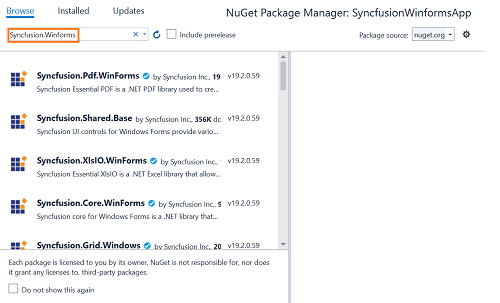 Browse Installed Updates NuGet Package Manager: SyncfusionWinformsApp
Syncfusion.Winforms Include prerelease Package source: nuget.org
Syncfusion.Pdf.WinForms by Syncfusion Inc., 19 v19.2.0.59
Syncfusion Essential PDF is a .NET PDF library used to cre...
Syncfusion.Shared.Base by Syncfusion Inc., 356K do v19.2.0.59
Syncfusion UI controls for Windows Forms provide vario...
Syncfusion.XlsIO.WinForms by Syncfusion Inc., v19.2.0.59
Syncfusion Essential XlsIO is a .NET Excel library that allow...
Syncfusion.Core.WinForms by Syncfusion Inc., 9 v19.2.0.59
Syncfusion core for Windows Forms is a .NET library that...
Syncfusion.Grid.Windows by Syncfusion Inc., 20 v19.2.0.59
Each package is licensed to you by its owner. NuGet is not responsible for, nor does
it grant any licenses to, third-party packages.
Do not show this again